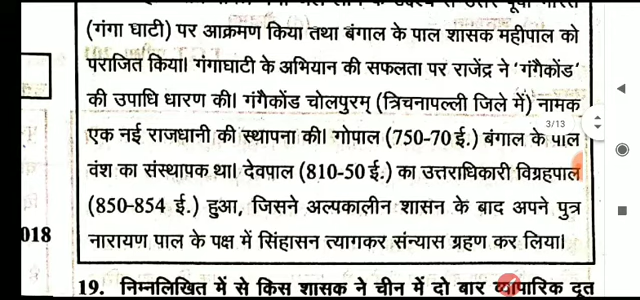 (गंगा घाटी) पर आक्रमण किया तथा बंगाल के पाल शासक महीपाल को
पराजित किया। गंगाघाटी के अभियान की सफलता पर राजेंद्र ने 'गंगैकोंड'
की उपाधि धारण की। गंगैकोंड चोलपुरम् (त्रिचनापल्ली जिले में) नामक
3/13
एक नई राजधानी की स्थापना की। गोपाल (750-70 ई.) बंगाल के पाल
वंश का संस्थापक था। देवपाल (810-50 ई.) का उत्तराधिकारी विग्रहपाल
(850-854 ई.) हुआ, जिसने अल्पकालीन शासन के बाद अपने पुत्र
018
नारायण पाल के पक्ष में सिंहासन त्यागकर संन्यास ग्रहण कर लिया।
19. निम्नलिखित में से किस शासक ने चीन में दो बार व्यापारिक दूत